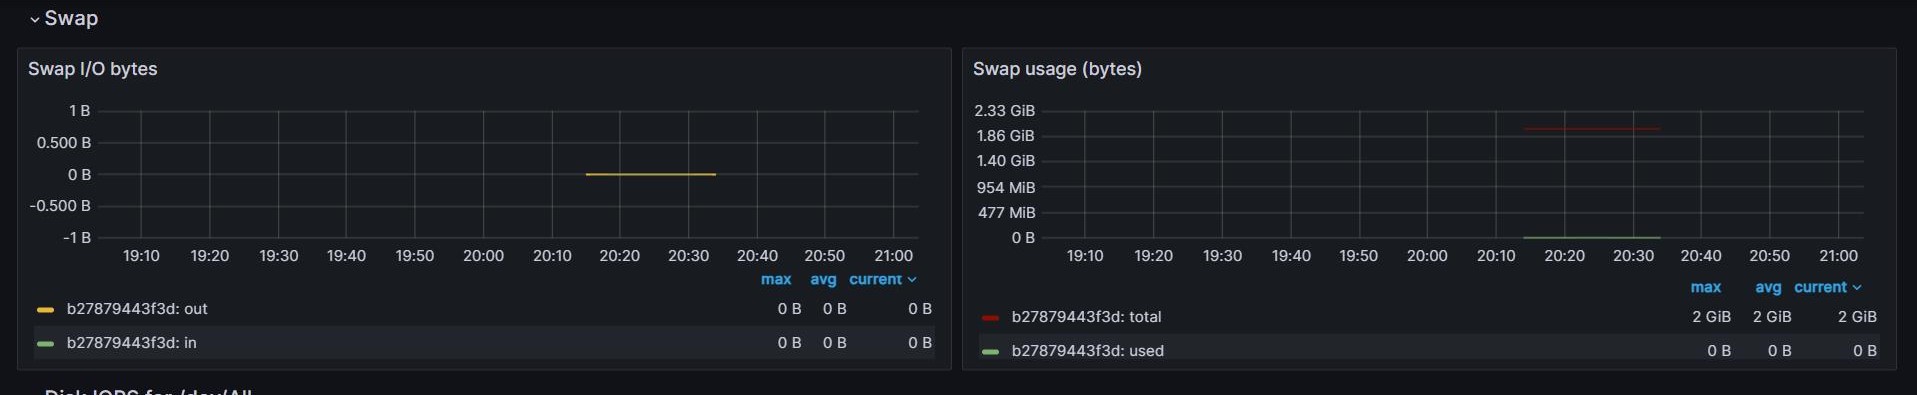 Swap
Swap I/O bytes
1 B
0.500 B
0 B
-0.500 B
-1 B
19:10 19:20 19:30 19:40 19:50 20:00 20:10 20:20 20:30 20:40 20:50 21:00
max avg current
b27879443f3d: out 0 B 0 B 0 B
b27879443f3d: in 0 B 0 B 0 B
Swap usage (bytes)
2.33 GiB
1.86 GiB
1.40 GiB
954 MiB
477 MiB
0 B
19:10 19:20 19:30 19:40 19:50 20:00 20:10 20:20 20:30 20:40 20:50 21:00
max avg current
b27879443f3d: total 2 GiB 2 GiB 2 GiB
b27879443f3d: used 0 B 0 B 0 B
Disk IOPS for /dev/All